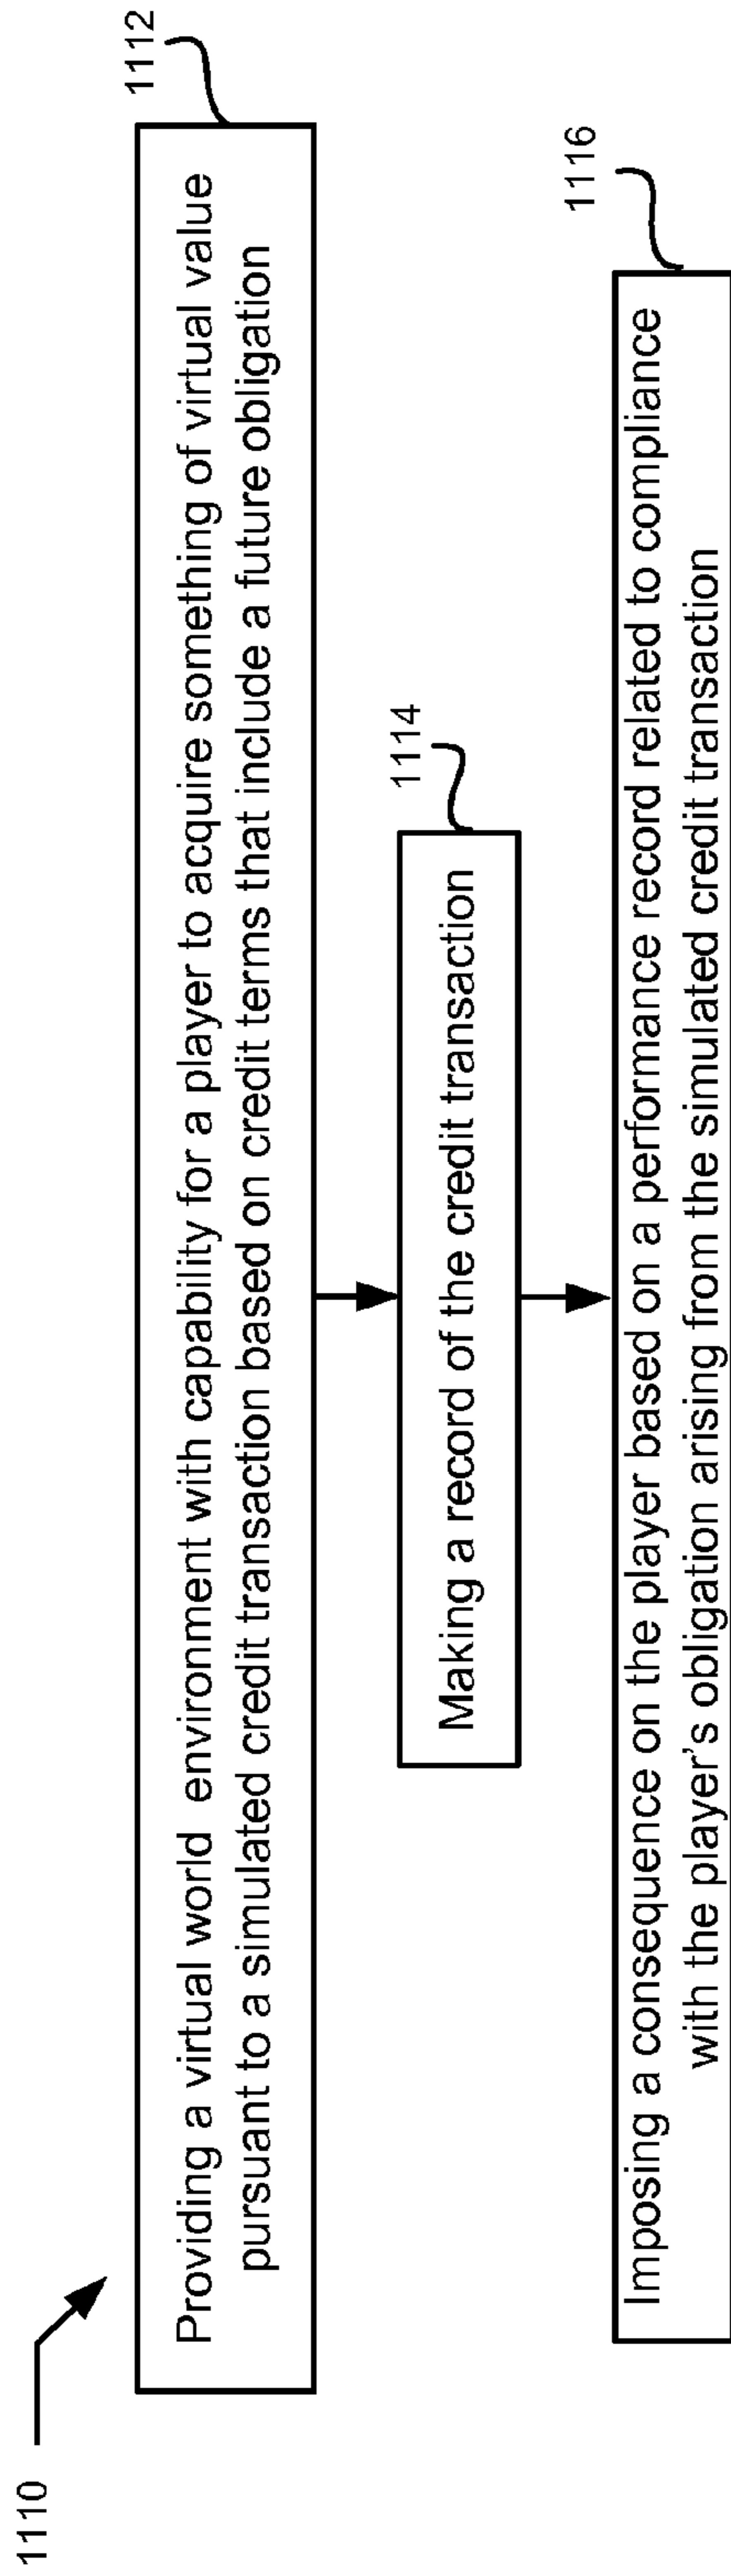 1110
1112
Providing a virtual world environment with capability for a player to acquire something of virtual value
pursuant to a simulated credit transaction based on credit terms that include a future obligation
1114
Making a record of the credit transaction
1116
Imposing a consequence on the player based on a performance record related to compliance
with the player's obligation arising from the simulated credit transaction